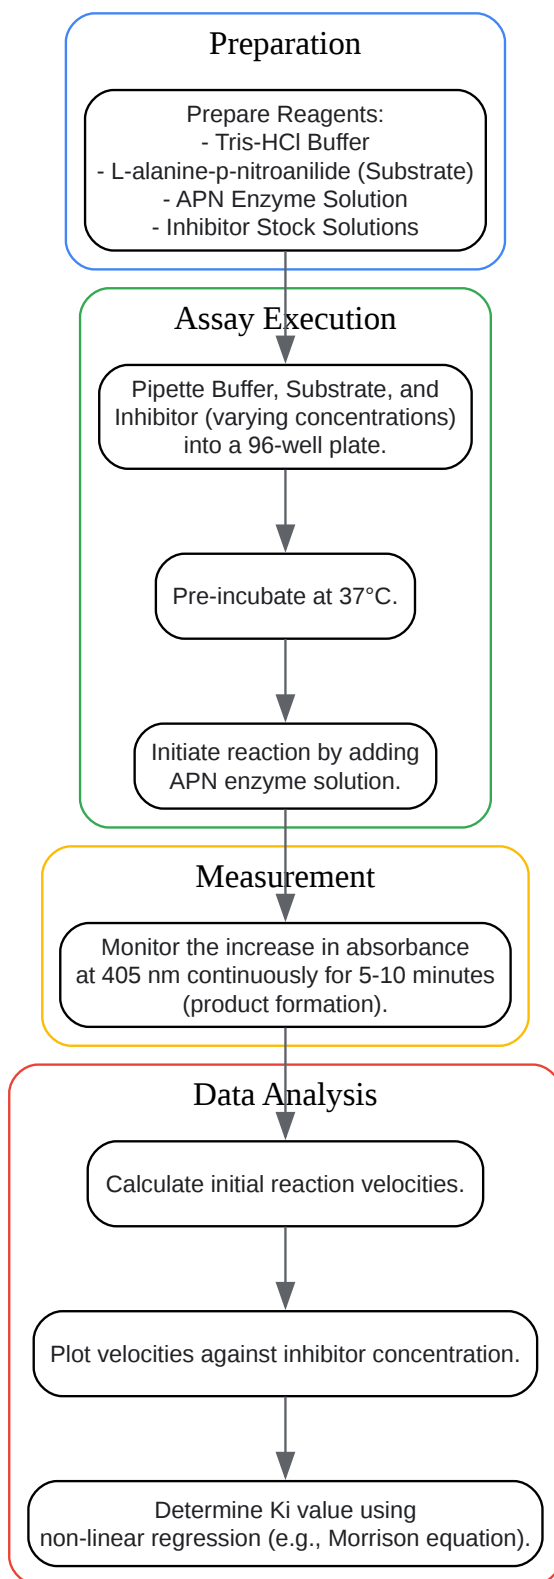 Preparation
Prepare Reagents:
- Tris-HCl Buffer
- L-alanine-p-nitroanilide (Substrate)
- APN Enzyme Solution
- Inhibitor Stock Solutions
Assay Execution
Pipette Buffer, Substrate, and
Inhibitor (varying concentrations)
into a 96-well plate.
Pre-incubate at 37°C.
Initiate reaction by adding
APN enzyme solution.
Measurement
Monitor the increase in absorbance
at 405 nm continuously for 5-10 minutes
(product formation).
Data Analysis
Calculate initial reaction velocities.
Plot velocities against inhibitor concentration.
Determine Ki value using
non-linear regression (e.g., Morrison equation).